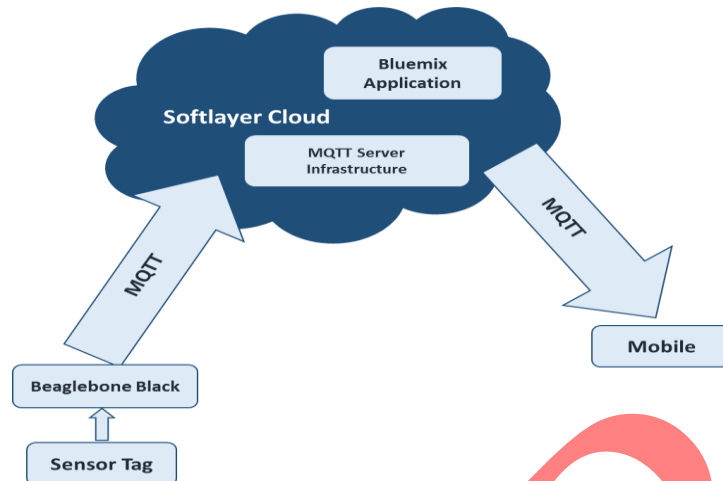 Bluemix
Application
Softlayer Cloud
MQTT Server
Infrastructure
MQTT
MQTT
Mobile
Beaglebone Black
Sensor Tag